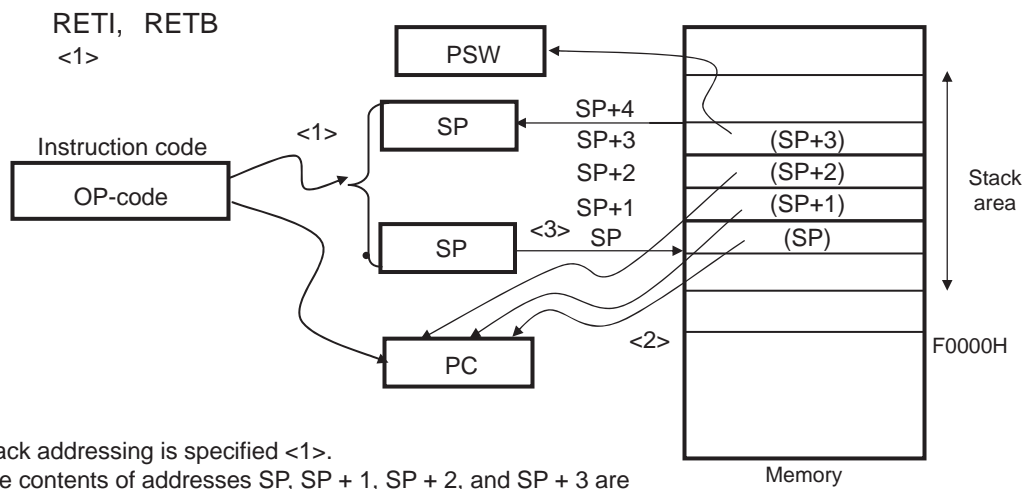 RETI, RETB
<1>
PSW
SP+4
<1>
SP
SP+3
(SP+3)
Instruction code
SP+2
(SP+2)
Stack
area
OP-code
SP+1
(SP+1)
SP
<3>
SP
(SP)
<2>
F0000H
PC
ack addressing is specified <1>.
e contents of addresses SP, SP + 1, SP + 2, and SP + 3 are
Memory